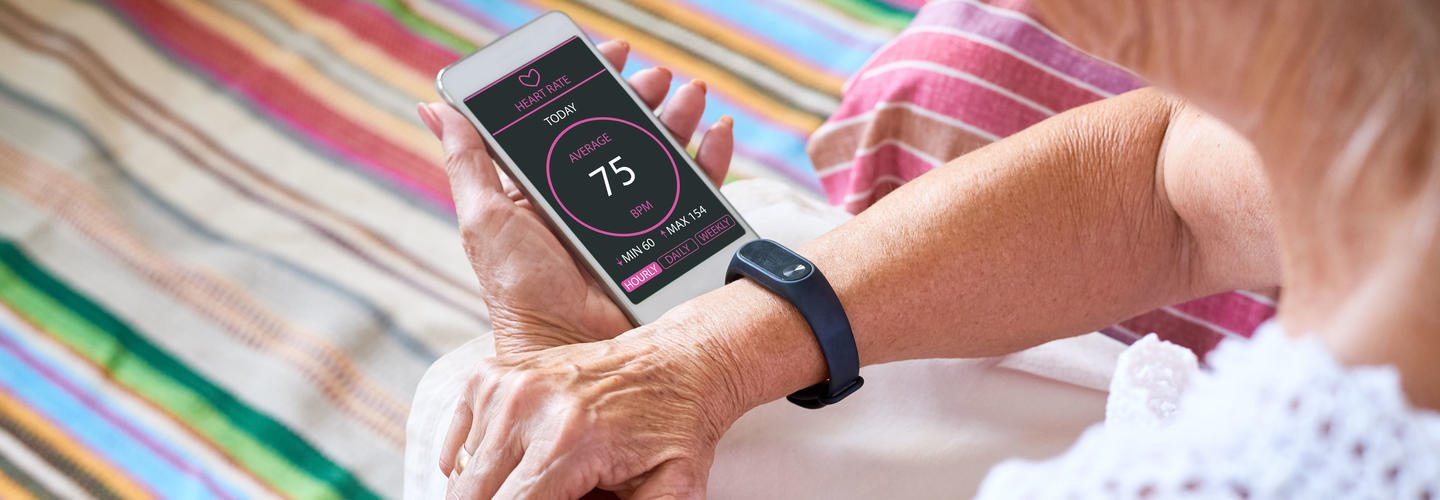 HEART RATE
TODAY
AVERAGE
75
BPM
MIN 60 MAX 154
HOURLY DAILY WEEKLY